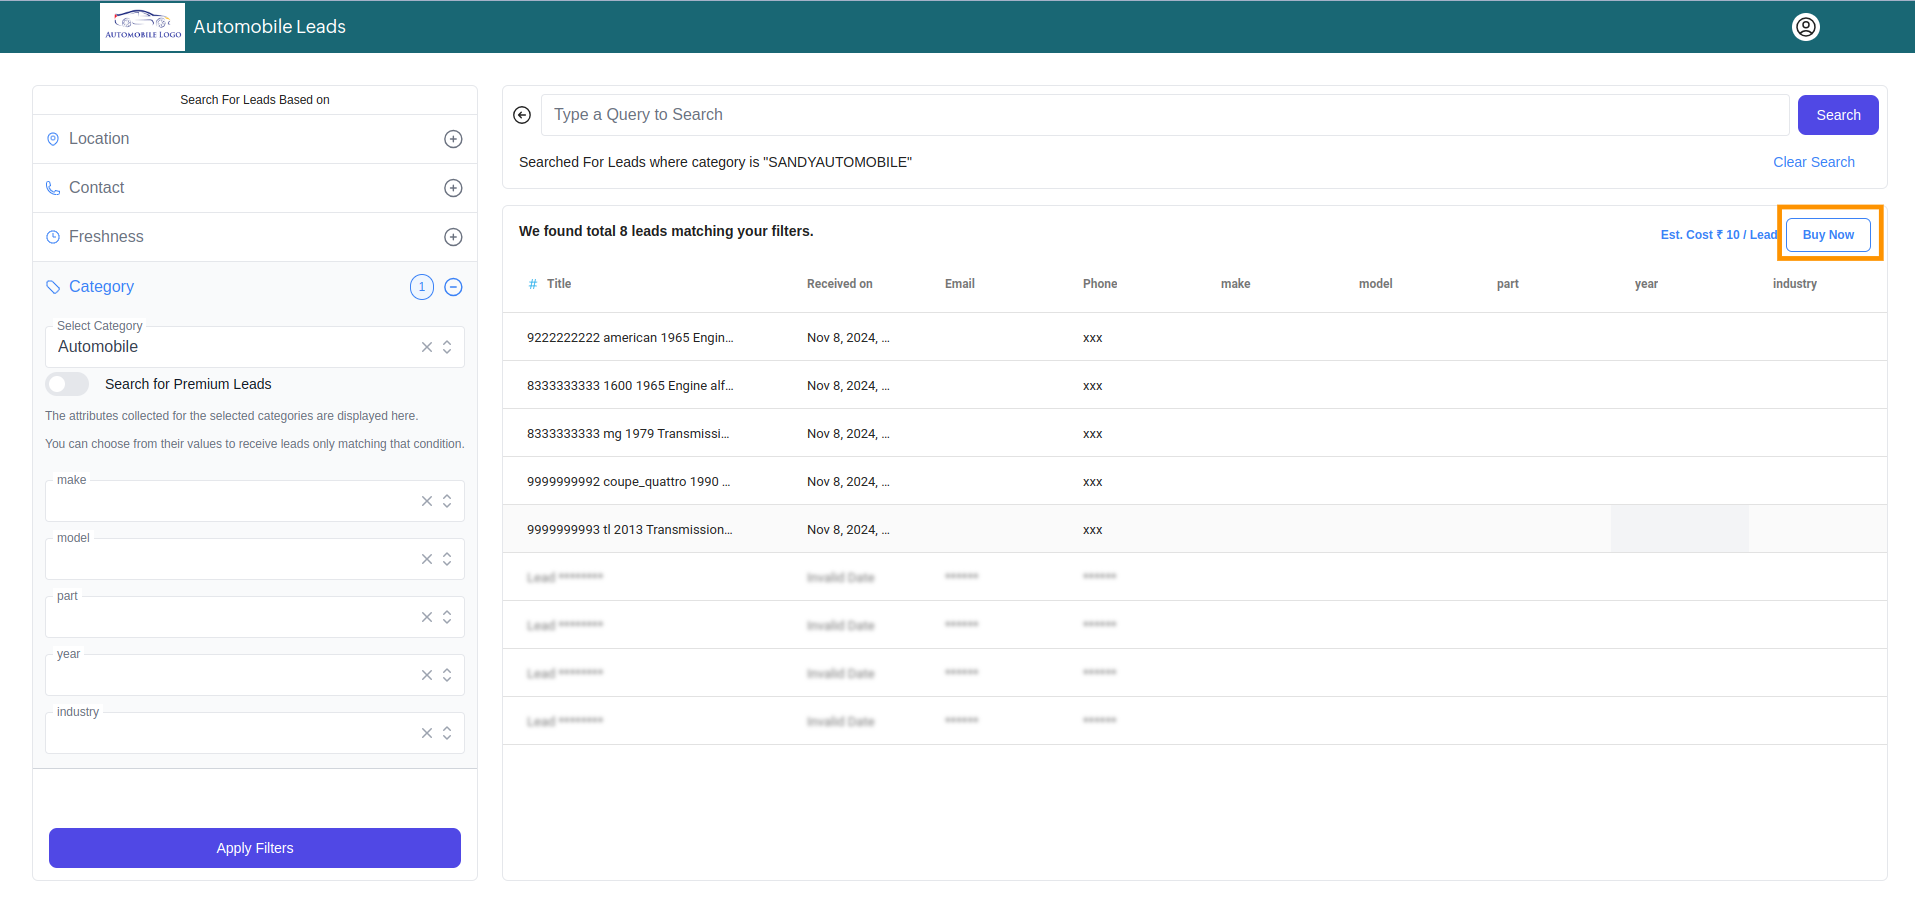 AUTOMOBILE LOGO
Automobile Leads
Search For Leads Based on
Location
Contact
Freshness
Category
1
Select Category
Automobile
Search for Premium Leads
The attributes collected for the selected categories are displayed here.
You can choose from their values to receive leads only matching that condition.
make
model
part
year
industry
Apply Filters
Type a Query to Search
Search
Searched For Leads where category is "SANDYAUTOMOBILE"
Clear Search
We found total 8 leads matching your filters.
Est. Cost ₹ 10 / Lead
Buy Now
# Title Received on Email Phone make model part year industry
9222222222 american 1965 Engin... Nov 8, 2024, ... xxx
8333333333 1600 1965 Engine alf... Nov 8, 2024, ... xxx
8333333333 mg 1979 Transmissi... Nov 8, 2024, ... xxx
9999999992 coupe_quattro 1990 ... Nov 8, 2024, ... xxx
9999999993 tl 2013 Transmission... Nov 8, 2024, ... xxx
Lead ******** Invalid Date ****** ******
Lead ******** Invalid Date ****** ******
Lead ******** Invalid Date ****** ******
Lead ******** Invalid Date ****** ******